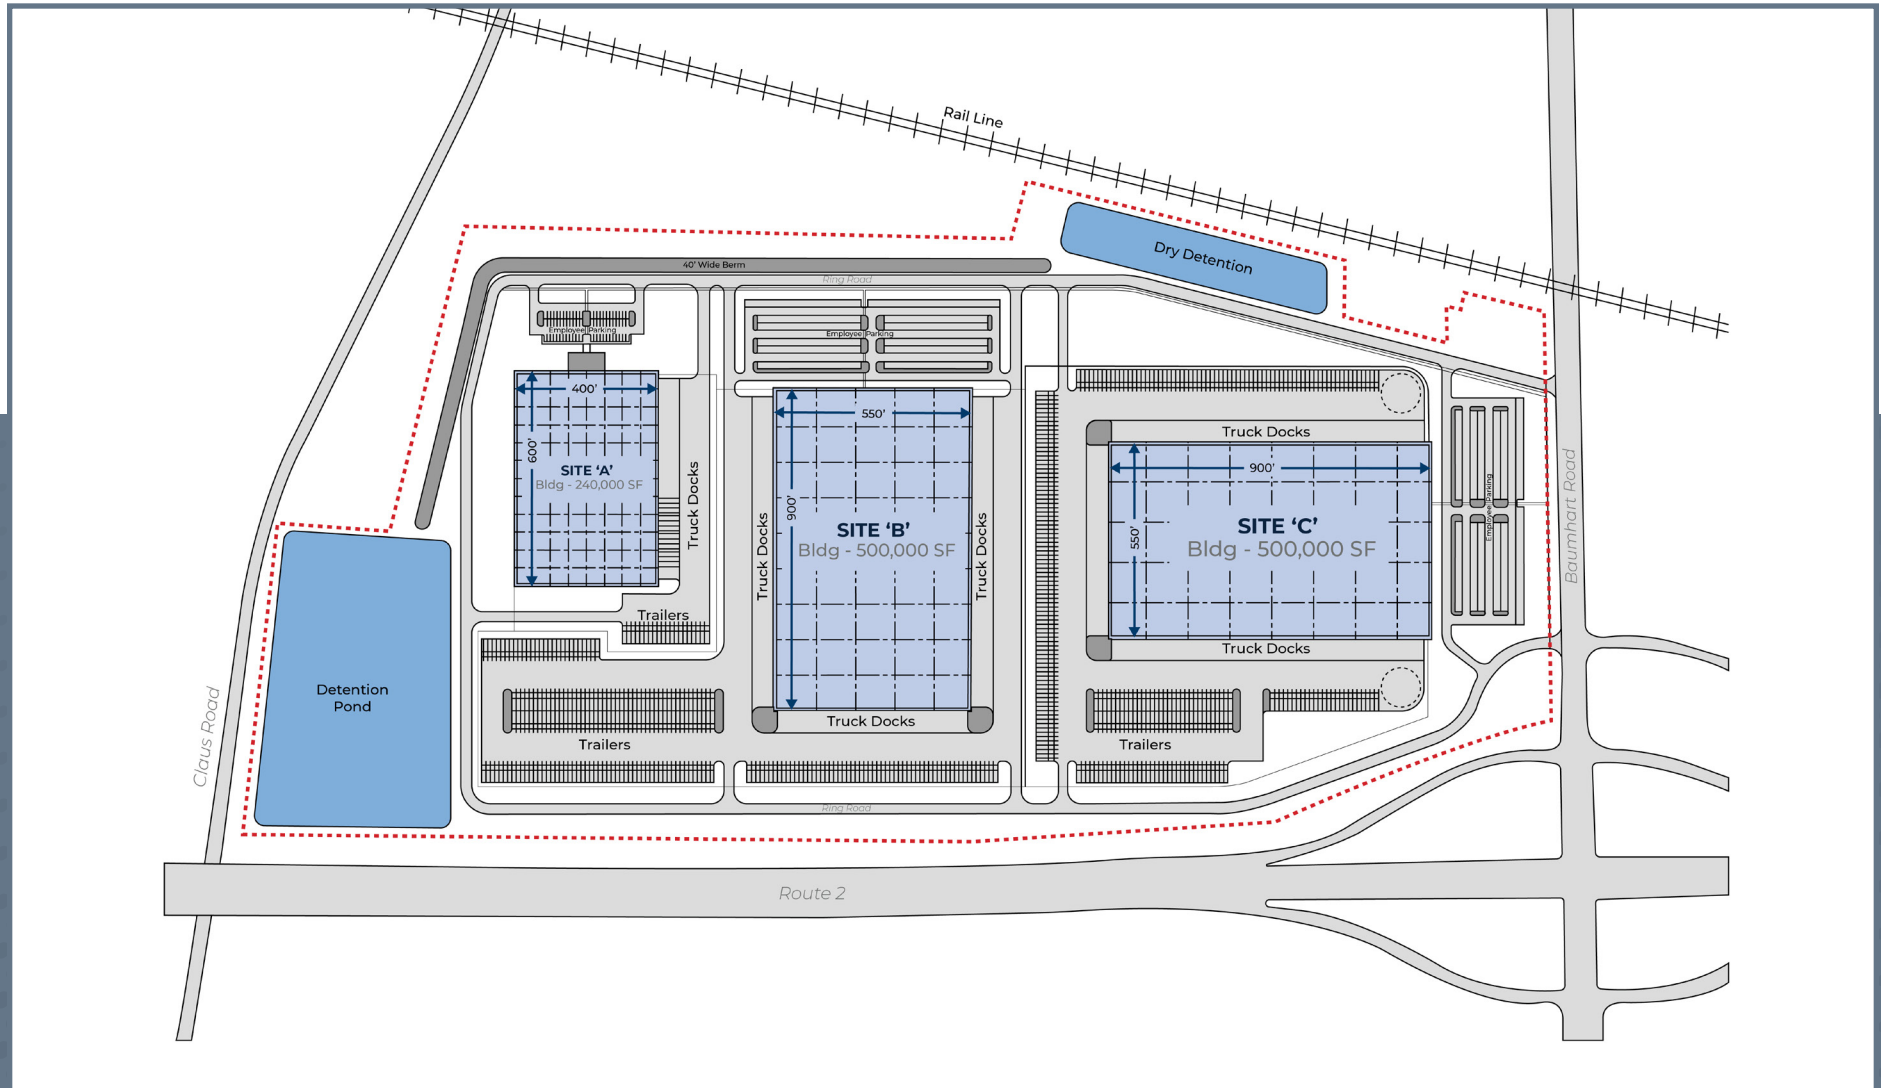 Rail Line
Dry Detention
40' Wide Berm
Ring Road
Employee Parking
Employee Parking
400'
600'
SITE 'A'
Bldg - 240,000 SF
Truck Docks
Trailers
550'
900'
SITE 'B'
Bldg - 500,000 SF
Truck Docks
Truck Docks
Truck Docks
Truck Docks
900'
550'
SITE 'C'
Bldg - 500,000 SF
Truck Docks
Employee Parking
Baumhart Road
Detention
Pond
Claus Road
Trailers
Trailers
Ring Road
Route 2